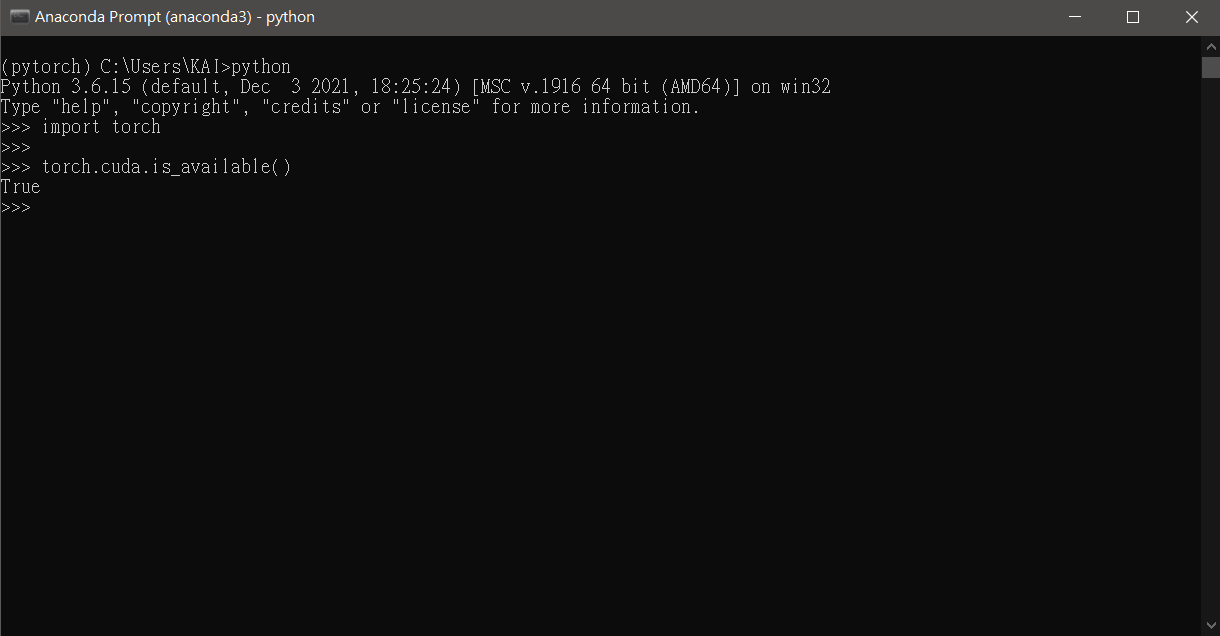 Anaconda Prompt (anaconda3) - python
(pytorch) C:\Users\KAI>python
Python 3.6.15 (default, Dec  3 2021, 18:25:24) [MSC v.1916 64 bit (AMD64)] on win32
Type "help", "copyright", "credits" or "license" for more information.
>>> import torch
>>>
>>> torch.cuda.is_available()
True
>>>